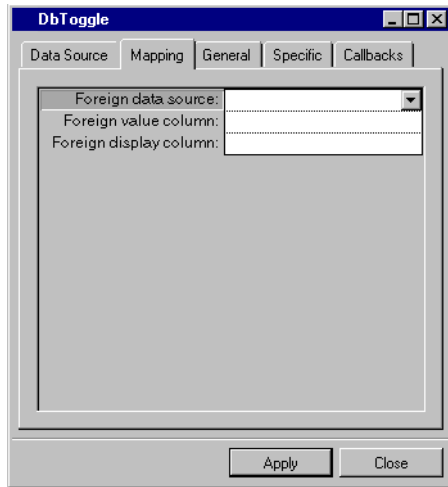 DbToggle
Data Source Mapping General Specific Callbacks
Foreign data source:
Foreign value column:
Foreign display column:
Apply Close